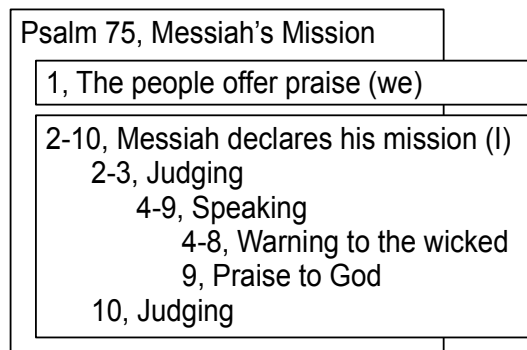 Psalm 75, Messiah’s Mission
1, The people offer praise (we)
2-10, Messiah declares his mission (I)
2-3, Judging
4-9, Speaking
4-8, Warning to the wicked
9, Praise to God
10, Judging